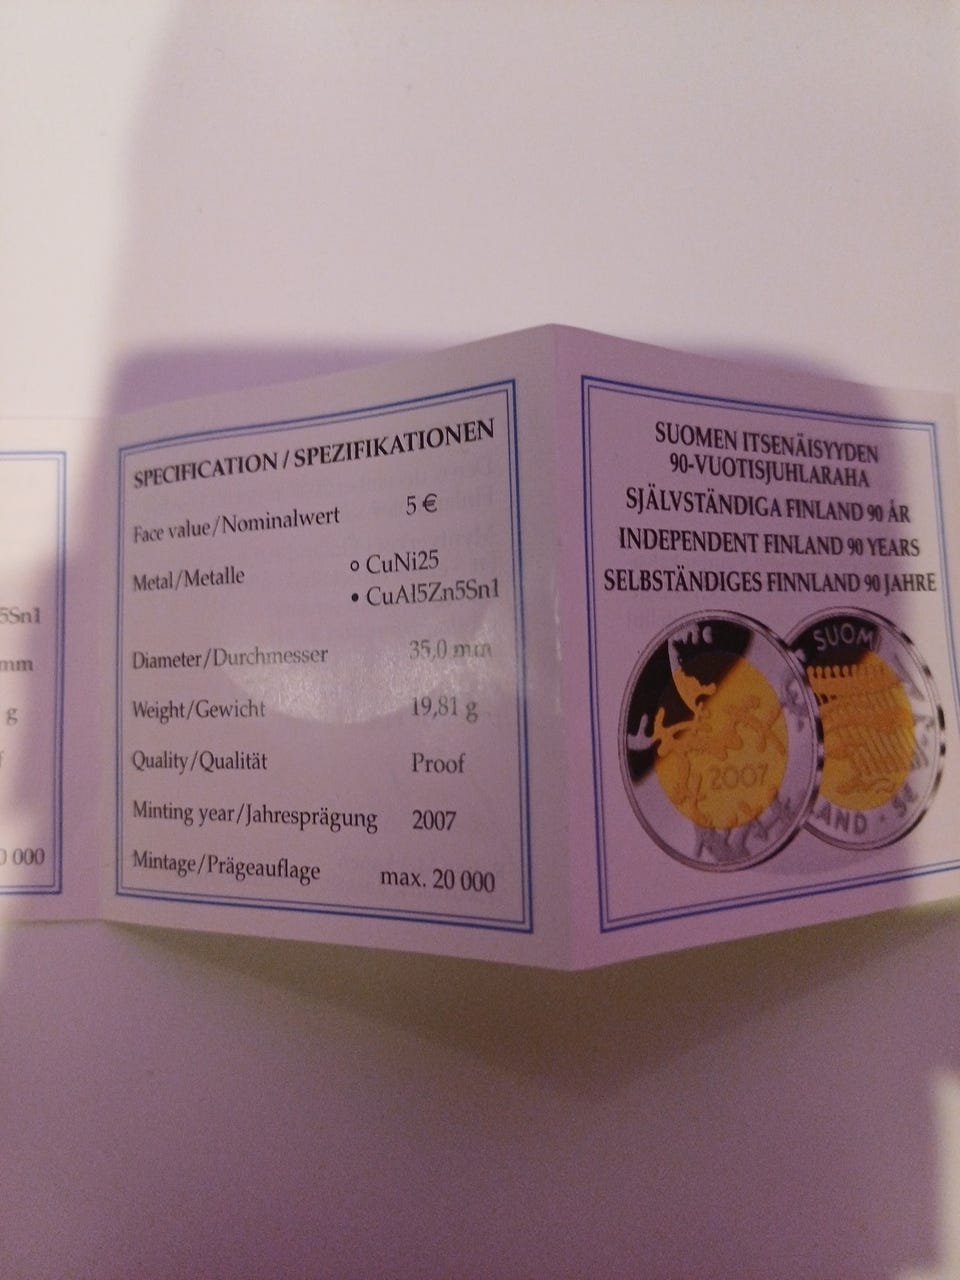 5Sn1
mm
g
0 000
SPECIFICATION / SPEZIFIKATIONEN
Face value/Nominalwert 5 €
Metal/Metalle ○ CuNi25
• CuAl5Zn5Sn1
Diameter/Durchmesser 35,0 mm
Weight/Gewicht 19,81 g
Quality/Qualität Proof
Minting year/Jahresprägung 2007
Mintage/Prägeauflage max. 20 000
SUOMEN ITSENÄISYYDEN
90-VUOTISJUHLARAHA
SJÄLVSTÄNDIGA FINLAND 90 ÅR
INDEPENDENT FINLAND 90 YEARS
SELBSTÄNDIGES FINNLAND 90 JAHRE
SUOMI
2007
LAND • 5€